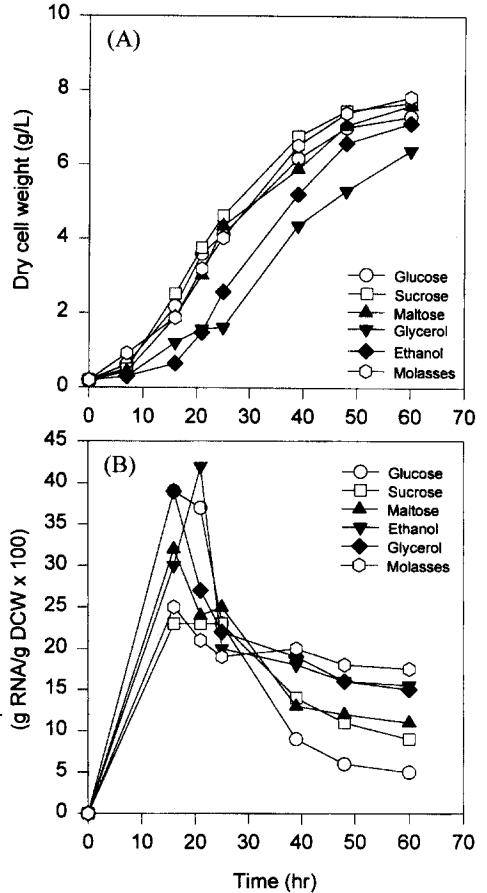 (A)
Dry cell weight (g/L)
10
8
6
4
2
0
Glucose
Sucrose
Maltose
Glycerol
Ethanol
Molasses
0 10 20 30 40 50 60 70
(B)
(g RNA/g DCW x 100)
45
40
35
30
25
20
15
10
5
0
Glucose
Sucrose
Maltose
Ethanol
Glycerol
Molasses
0 10 20 30 40 50 60 70
Time (hr)